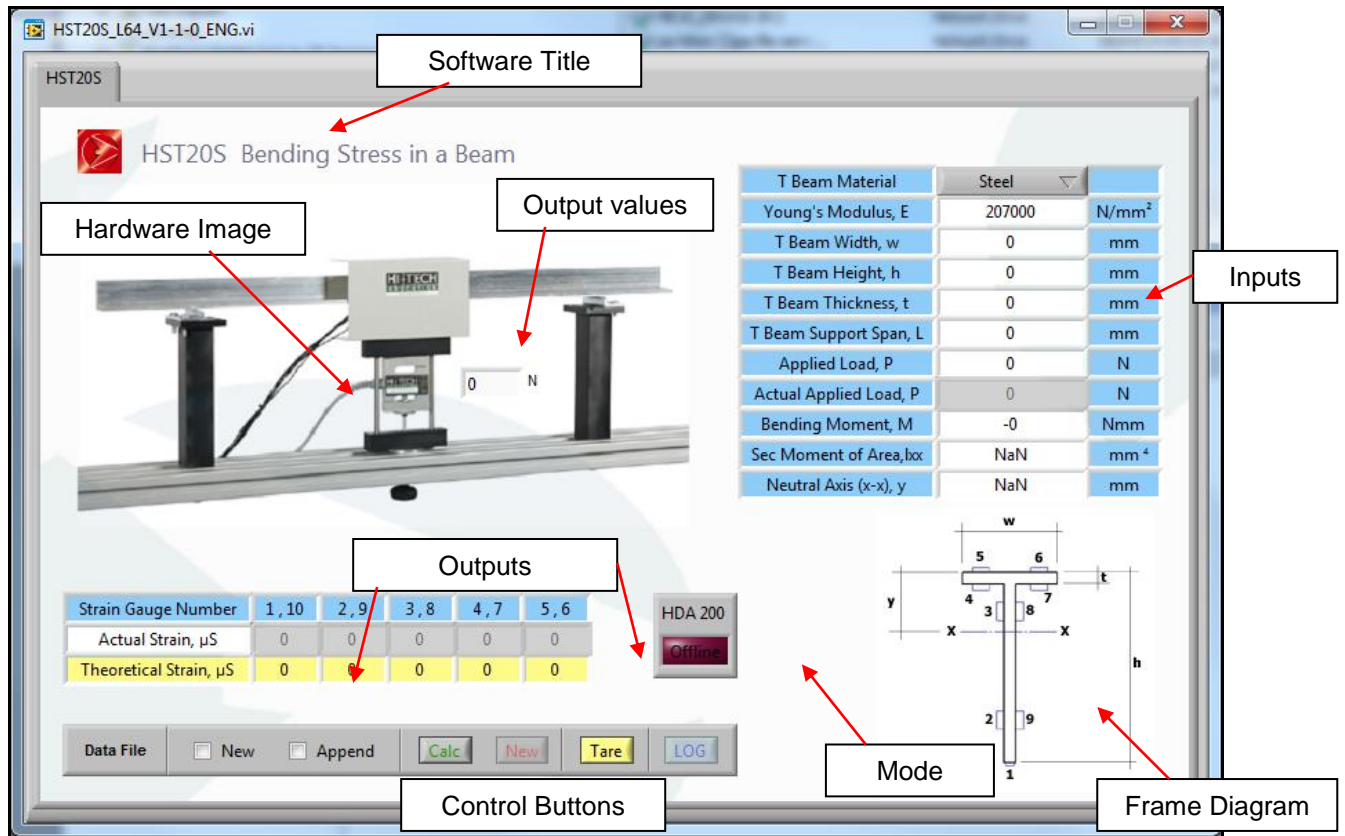 HST20S_L64_V1-1-0_ENG.vi
Software Title
HST20S
HST20S Bending Stress in a Beam
Hardware Image
Output values
HI-TECH
HI-TECH
0 N
T Beam Material Steel
Young's Modulus, E 207000 N/mm²
T Beam Width, w 0 mm
T Beam Height, h 0 mm
T Beam Thickness, t 0 mm
T Beam Support Span, L 0 mm
Applied Load, P 0 N
Actual Applied Load, P 0 N
Bending Moment, M -0 Nmm
Sec Moment of Area,Ixx NaN mm⁴
Neutral Axis (x-x), y NaN mm
Inputs
Outputs
Strain Gauge Number 1 , 10 2 , 9 3 , 8 4 , 7 5 , 6
Actual Strain, µS 0 0 0 0 0
Theoretical Strain, µS 0 0 0 0 0
HDA 200
Offline
w
5 6
t
4 7
y
3 8
X X
h
2 9
1
Data File New Append Calc New Tare LOG
Control Buttons
Mode
Frame Diagram